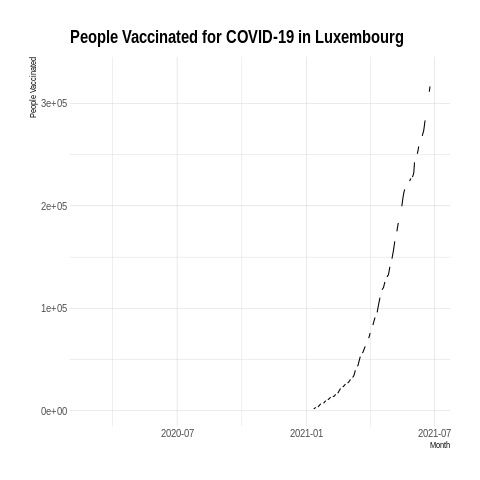 People Vaccinated for COVID-19 in Luxembourg
People Vaccinated
3e+05
2e+05
1e+05
0e+00
2020-07
2021-01
2021-07
Month